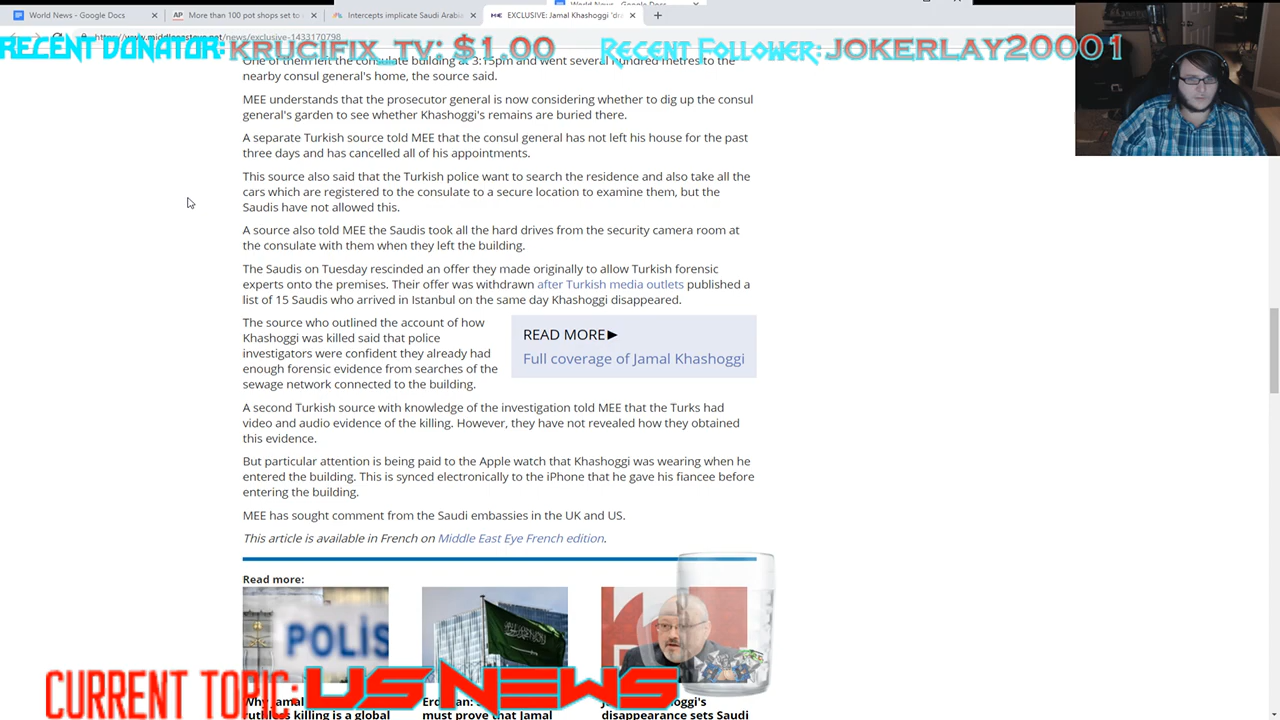 World News - Google Docs
More than 100 pot shops set to
Intercepts implicate Saudi Arabia
EXCLUSIVE: Jamal Khashoggi 'dra
RECENT DONATOR: KRUCIFIX_TV: $1.00 RECENT FOLLOWER: JOKERLAY20001
One of them left the consulate building at 3:15pm and went several hundred metres to the
nearby consul general's home, the source said.
MEE understands that the prosecutor general is now considering whether to dig up the consul
general's garden to see whether Khashoggi's remains are buried there.
A separate Turkish source told MEE that the consul general has not left his house for the past
three days and has cancelled all of his appointments.
This source also said that the Turkish police want to search the residence and also take all the
cars which are registered to the consulate to a secure location to examine them, but the
Saudis have not allowed this.
A source also told MEE the Saudis took all the hard drives from the security camera room at
the consulate with them when they left the building.
The Saudis on Tuesday rescinded an offer they made originally to allow Turkish forensic
experts onto the premises. Their offer was withdrawn after Turkish media outlets published a
list of 15 Saudis who arrived in Istanbul on the same day Khashoggi disappeared.
The source who outlined the account of how
Khashoggi was killed said that police
investigators were confident they already had
enough forensic evidence from searches of the
sewage network connected to the building.
READ MORE►
Full coverage of Jamal Khashoggi
A second Turkish source with knowledge of the investigation told MEE that the Turks had
video and audio evidence of the killing. However, they have not revealed how they obtained
this evidence.
But particular attention is being paid to the Apple watch that Khashoggi was wearing when he
entered the building. This is synced electronically to the iPhone that he gave his fiancee before
entering the building.
MEE has sought comment from the Saudi embassies in the UK and US.
This article is available in French on Middle East Eye French edition.
Read more:
POLIS
CURRENT TOPIC: US NEWS
Why Jamal
ruthless killing is a global
must prove that Jamal
disappearance sets Saudi